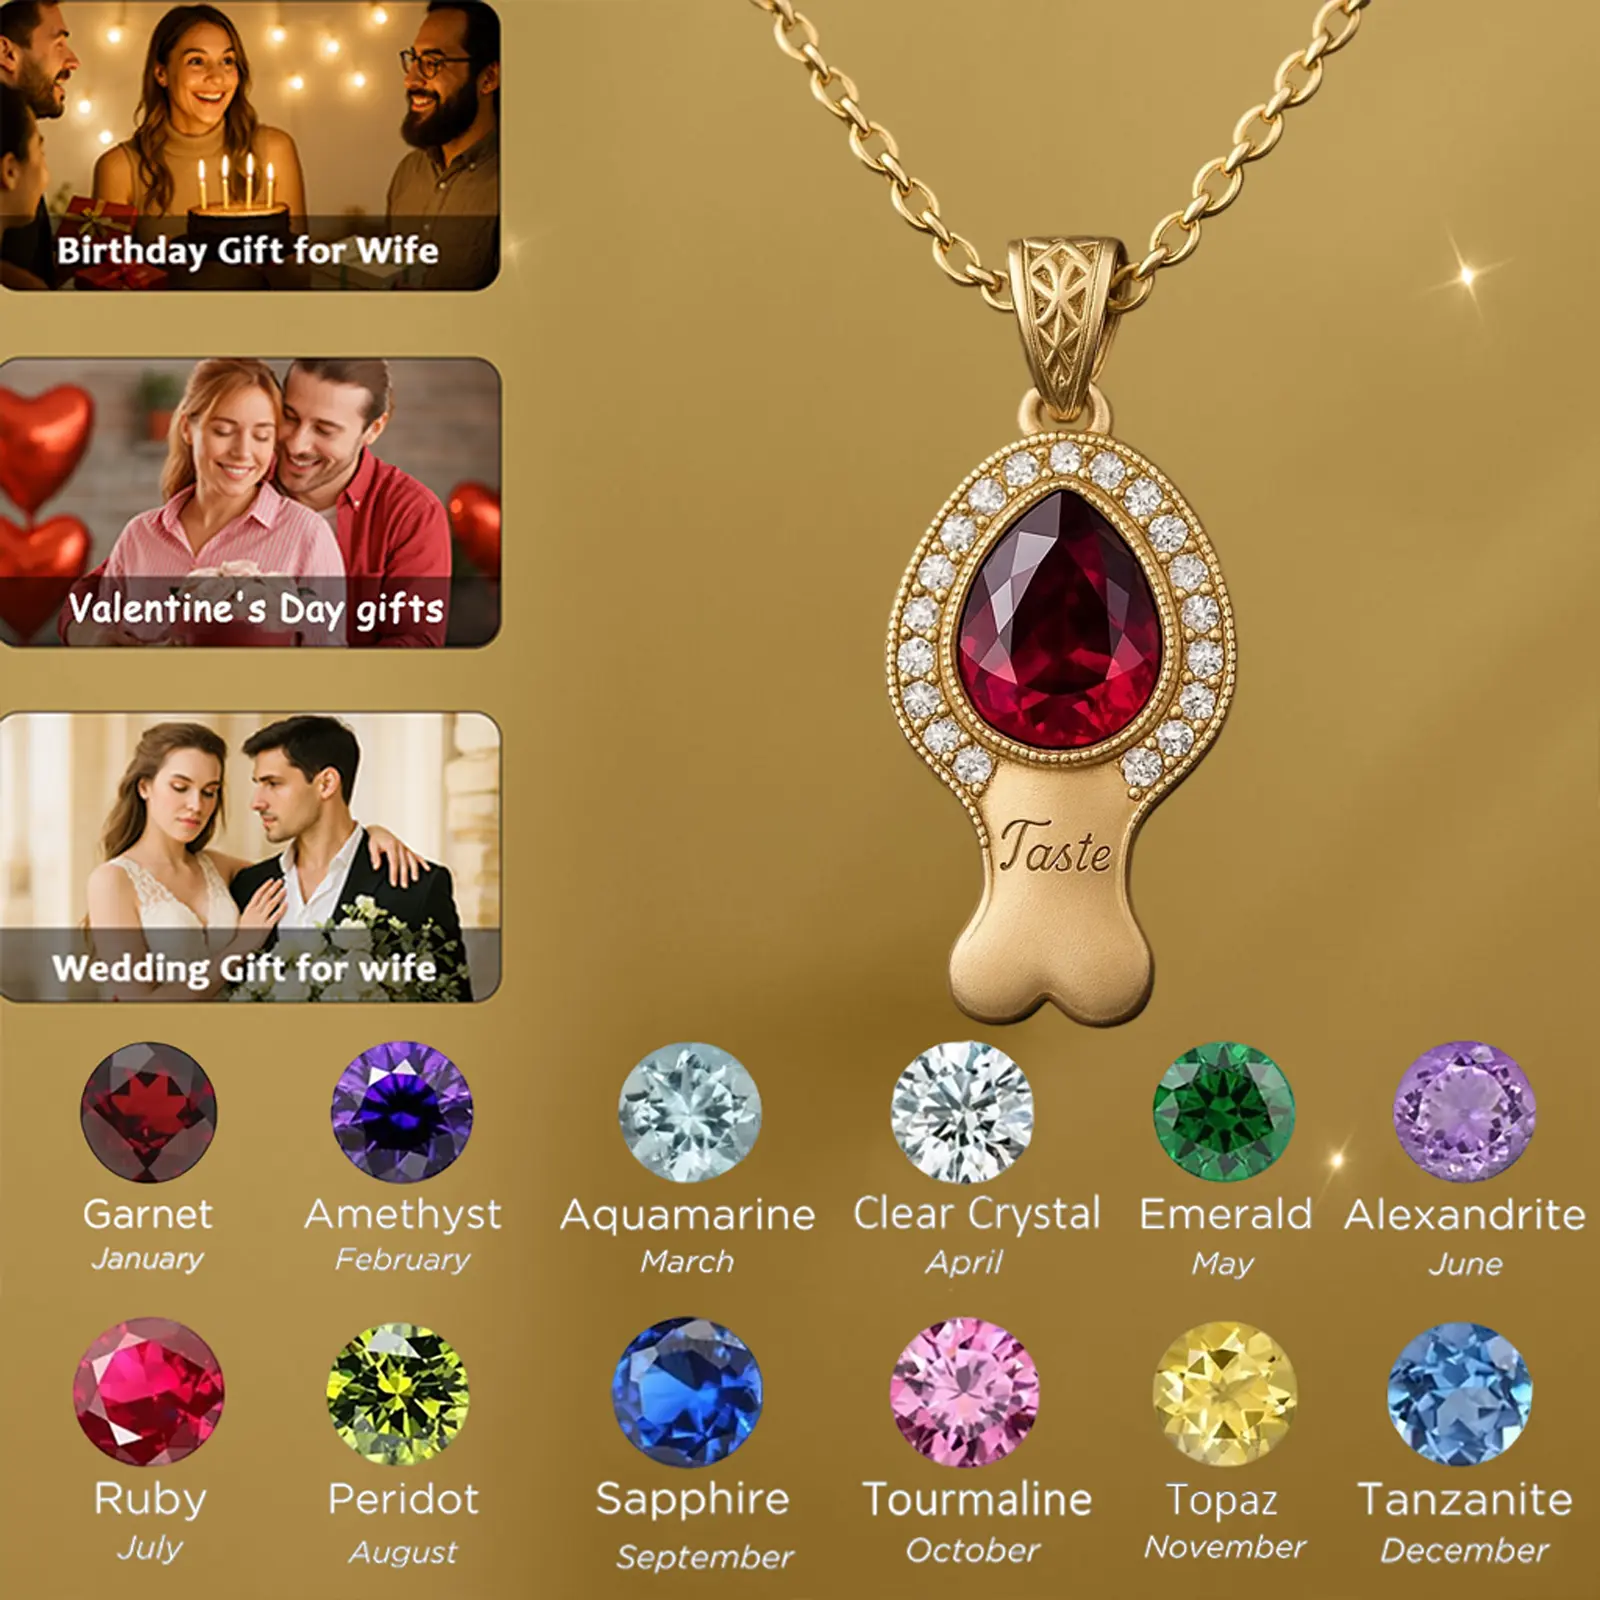 Birthday Gift for Wife
Valentine's Day gifts
Wedding Gift for wife
Taste
Garnet
January
Amethyst
February
Aquamarine
March
Clear Crystal
April
Emerald
May
Alexandrite
June
Ruby
July
Peridot
August
Sapphire
September
Tourmaline
October
Topaz
November
Tanzanite
December